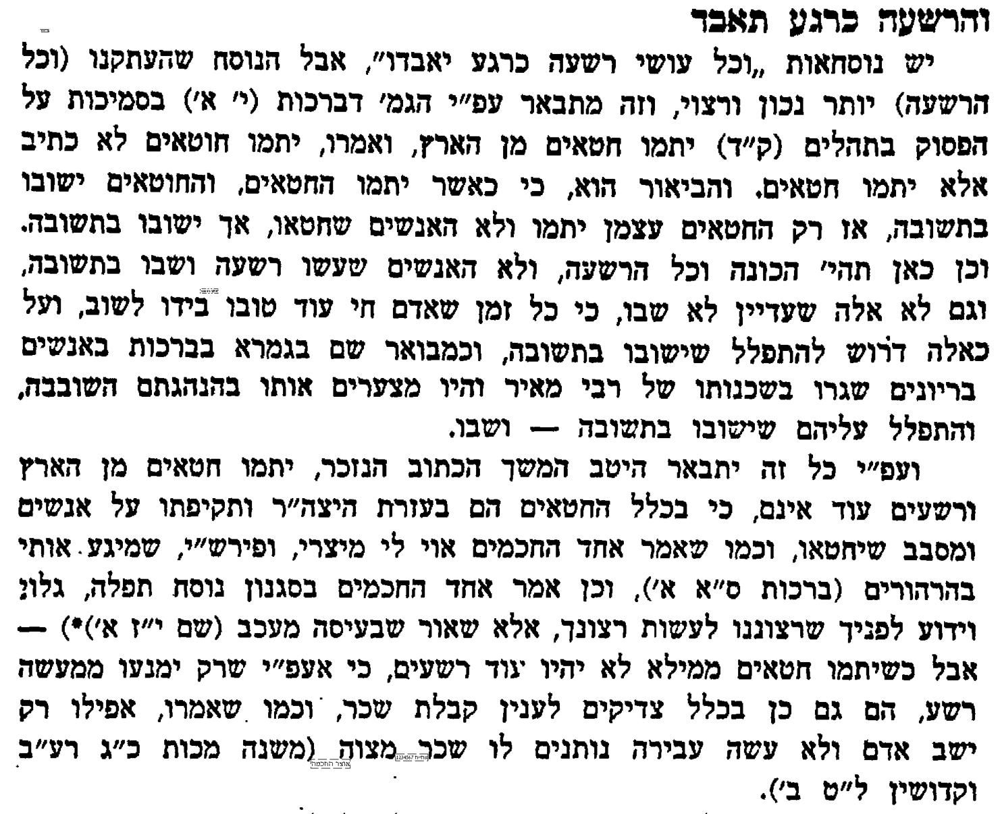 והרשעה כרגע תאבד
יש נוסחאות „וכל עושי רשעה כרגע יאבדו״, אבל הנוסח שהעתקנו (וכל
הרשעה) יותר נכון ורצוי, וזה מתבאר עפ״י הגמ׳ דברכות (י׳ א׳) בסמיכות על
הפסוק בתהלים (ק״ד) יתמו חטאים מן הארץ, ואמרו, יתמו חוטאים לא כתיב
אלא יתמו חטאים. והביאור הוא, כי כאשר יתמו החטאים, והחוטאים ישובו
בתשובה, אז רק החטאים עצמן יתמו ולא האנשים שחטאו, אך ישובו בתשובה.
וכן כאן תהי׳ הכונה וכל הרשעה, ולא האנשים שעשו רשעה ושבו בתשובה,
וגם לא אלה שעדיין לא שבו, כי כל זמן שאדם חי עוד טובו בידו לשוב, ועל
כאלה דרוש להתפלל שישובו בתשובה, וכמבואר שם בגמרא בברכות באנשים
בריונים שגרו בשכנותו של רבי מאיר והיו מצערים אותו בהנהגתם השובבה,
והתפלל עליהם שישובו בתשובה — ושבו.
ועפ״י כל זה יתבאר היטב המשך הכתוב הנזכר, יתמו חטאים מן הארץ
ורשעים עוד אינם, כי בכלל החטאים הם בעזרת היצה״ר ותקיפתו על אנשים
ומסבב שיחטאו, וכמו שאמר אחד החכמים אוי לי מיצרי, ופירש״י, שמיגע אותי
בהרהורים (ברכות ס״א א׳), וכן אמר אחד החכמים בסגנון נוסח תפלה, גלוי
וידוע לפניך שרצוננו לעשות רצונך, אלא שאור שבעיסה מעכב (שם י״ז א׳)*) —
אבל כשיתמו חטאים ממילא לא יהיו עוד רשעים, כי אעפ״י שרק ימנעו ממעשה
רשע, הם גם כן בכלל צדיקים לענין קבלת שכר, וכמו שאמרו, אפילו רק
ישב אדם ולא עשה עבירה נותנים לו שכר מצוה (משנה מכות כ״ג רע״ב
אוצר החכמה
וקדושין ל״ט ב׳).